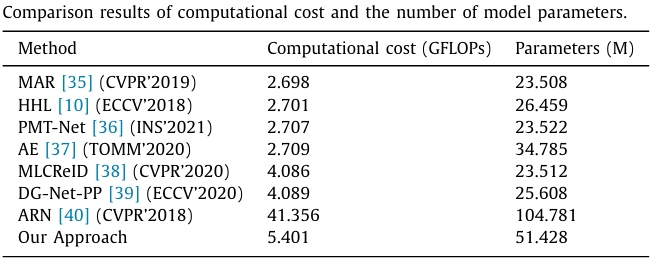 Comparison results of computational cost and the number of model parameters.
Method Computational cost (GFLOPs) Parameters (M)
MAR [35] (CVPR'2019) 2.698 23.508
HHL [10] (ECCV'2018) 2.701 26.459
PMT-Net [36] (INS'2021) 2.707 23.522
AE [37] (TOMM'2020) 2.709 34.785
MLCReID [38] (CVPR'2020) 4.086 23.512
DG-Net-PP [39] (ECCV'2020) 4.089 25.608
ARN [40] (CVPR'2018) 41.356 104.781
Our Approach 5.401 51.428